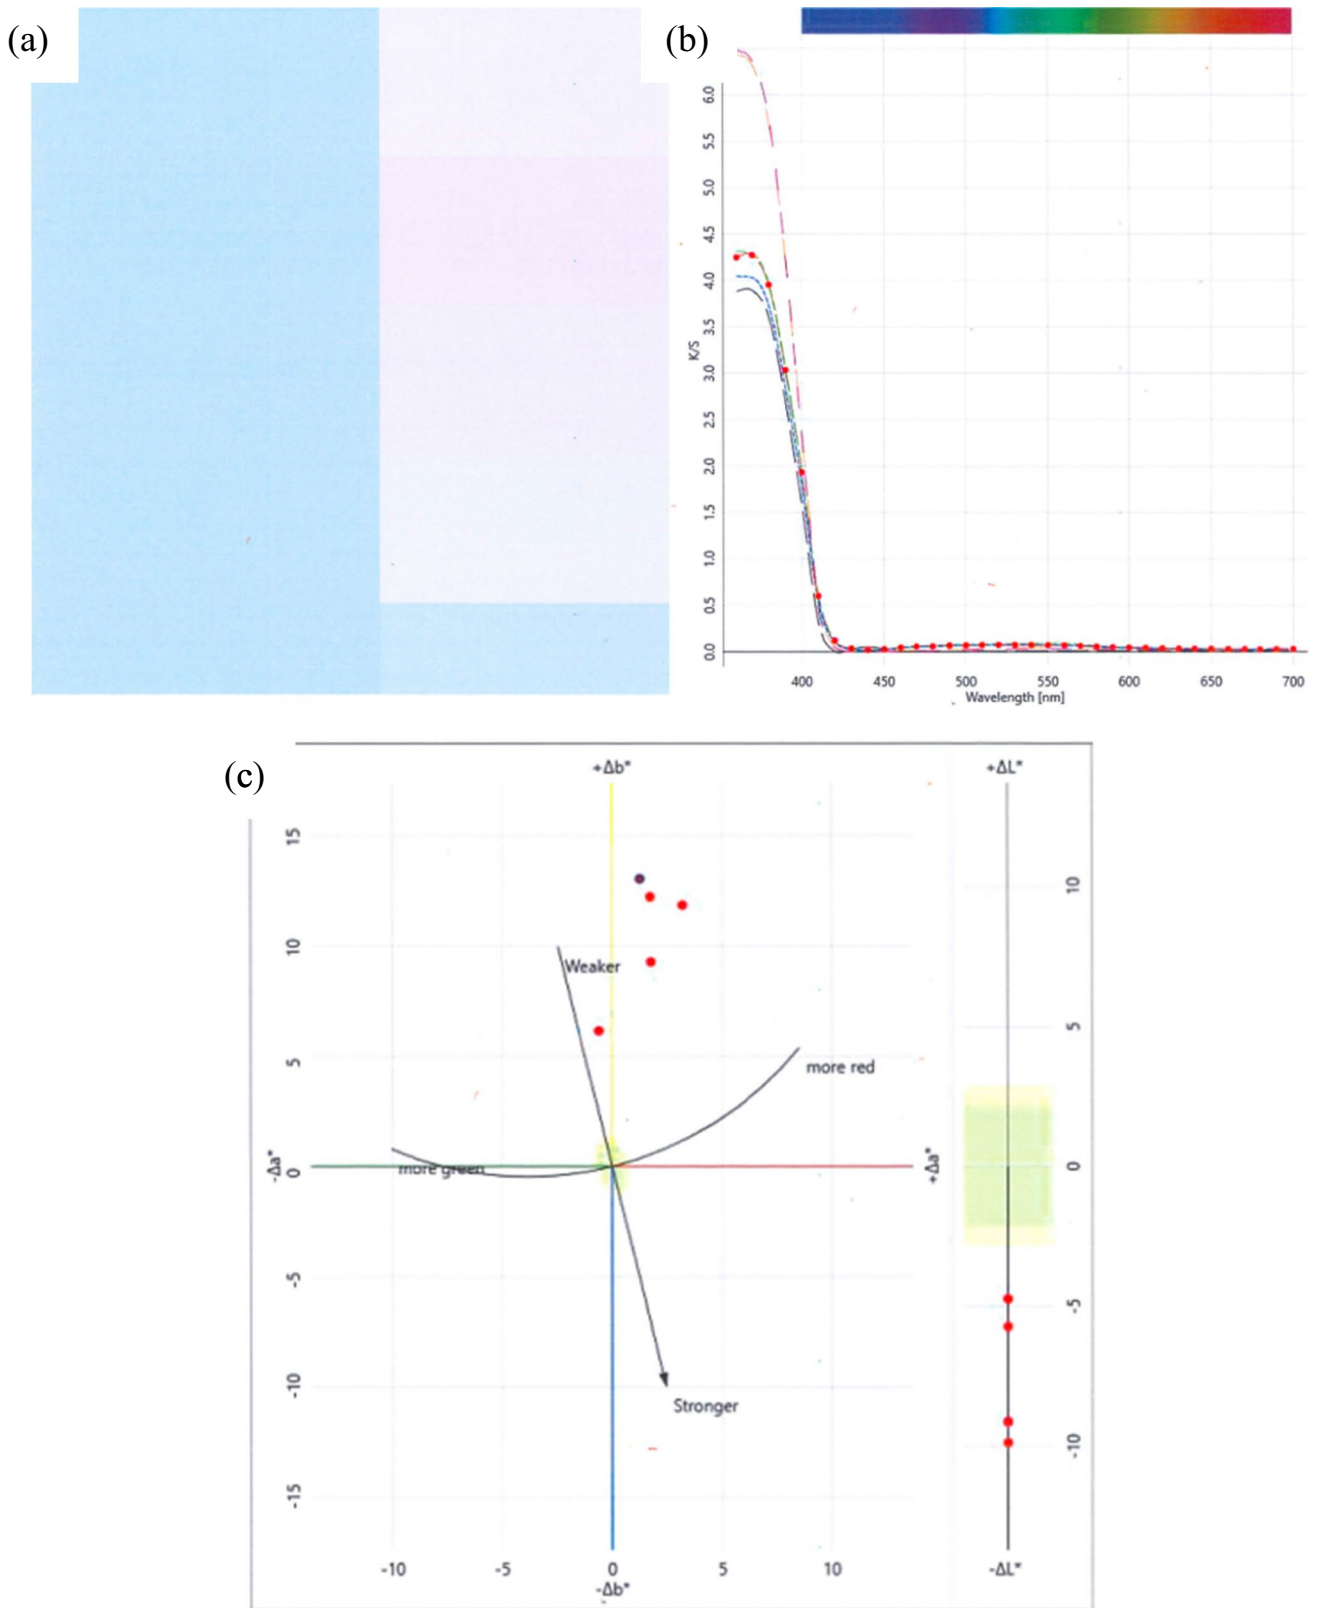 (a)
(b)
6.0
5.5
5.0
4.5
4.0
3.5
3.0
2.5
2.0
1.5
1.0
0.5
0.0
K/S
400 450 500 550 600 650 700
Wavelength [nm]
(c)
+Δb* +ΔL*
15
10
10
Weaker
5
5
more red
-Δa* 0 more green +Δa* 0
-5
-5
-10
-10
Stronger
-15
-10 -5 0 5 10
-Δb* -ΔL*